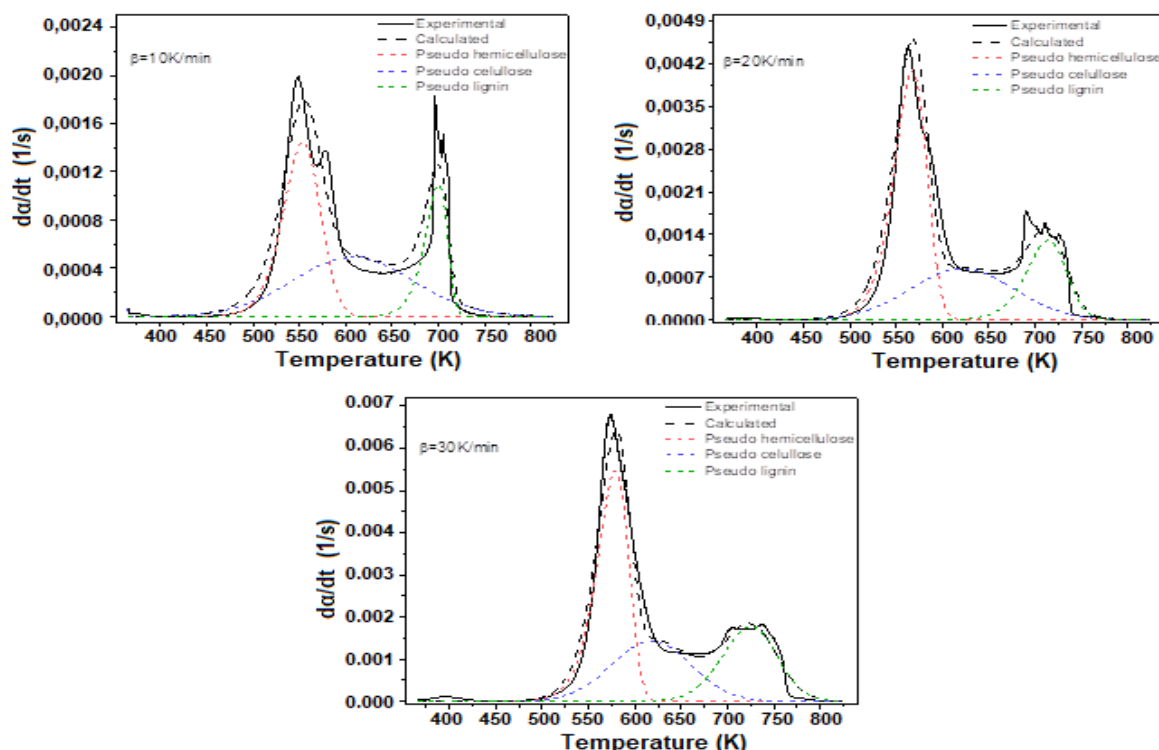 0,0024
0,0020
0,0016
0,0012
0,0008
0,0004
0,0000
dα/dt (1/s)
β=10K/min
Experimental
Calculated
Pseudo hemicellulose
Pseudo celullose
Pseudo lignin
400 450 500 550 600 650 700 750 800
Temperature (K)
0,0049
0,0042
0,0035
0,0028
0,0021
0,0014
0,0007
0,0000
dα/dt (1/s)
β=20K/min
Experimental
Calculated
Pseudo hemicellulose
Pseudo celullose
Pseudo lignin
400 450 500 550 600 650 700 750 800
Temperature (K)
0.007
0.006
0.005
0.004
0.003
0.002
0.001
0.000
dα/dt (1/s)
β=30K/min
Experimental
Calculated
Pseudo hemicellulose
Pseudo celullose
Pseudo lignin
400 450 500 550 600 650 700 750 800
Temperature (K)